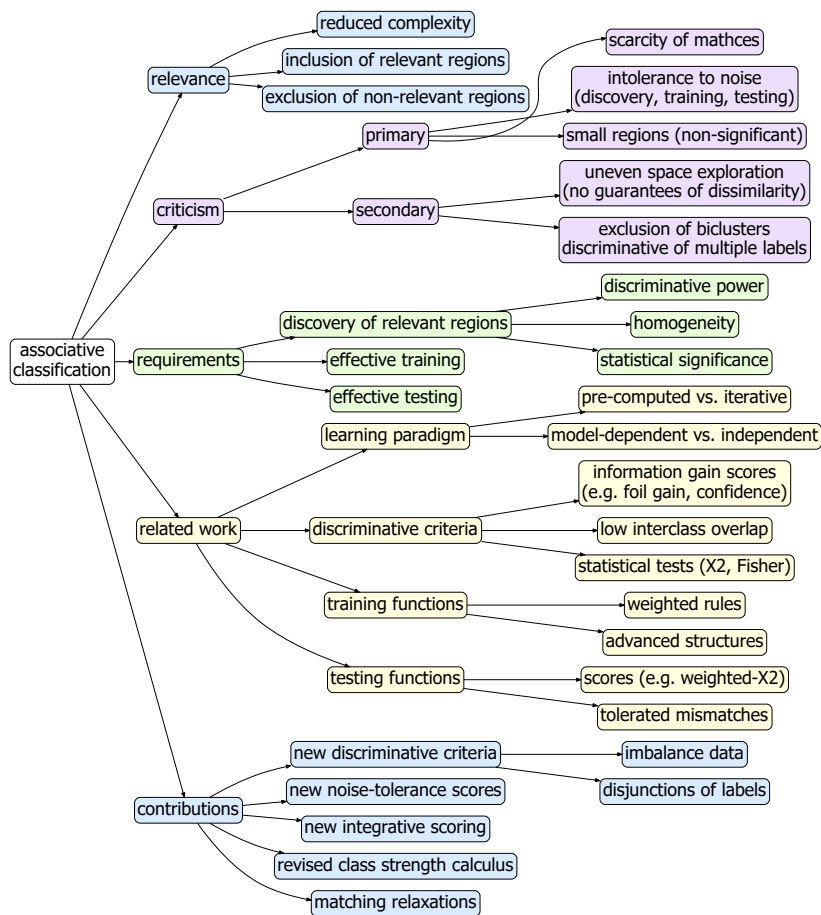 reduced complexity
scarcity of mathces
relevance
inclusion of relevant regions
exclusion of non-relevant regions
intolerance to noise
(discovery, training, testing)
primary
small regions (non-significant)
criticism
secondary
uneven space exploration
(no guarantees of dissimilarity)
exclusion of biclusters
discriminative of multiple labels
associative
classification
requirements
discovery of relevant regions
discriminative power
homogeneity
statistical significance
effective training
effective testing
related work
learning paradigm
pre-computed vs. iterative
model-dependent vs. independent
discriminative criteria
information gain scores
(e.g. foil gain, confidence)
low interclass overlap
statistical tests (X2, Fisher)
training functions
weighted rules
advanced structures
testing functions
scores (e.g. weighted-X2)
tolerated mismatches
contributions
new discriminative criteria
imbalance data
disjunctions of labels
new noise-tolerance scores
new integrative scoring
revised class strength calculus
matching relaxations